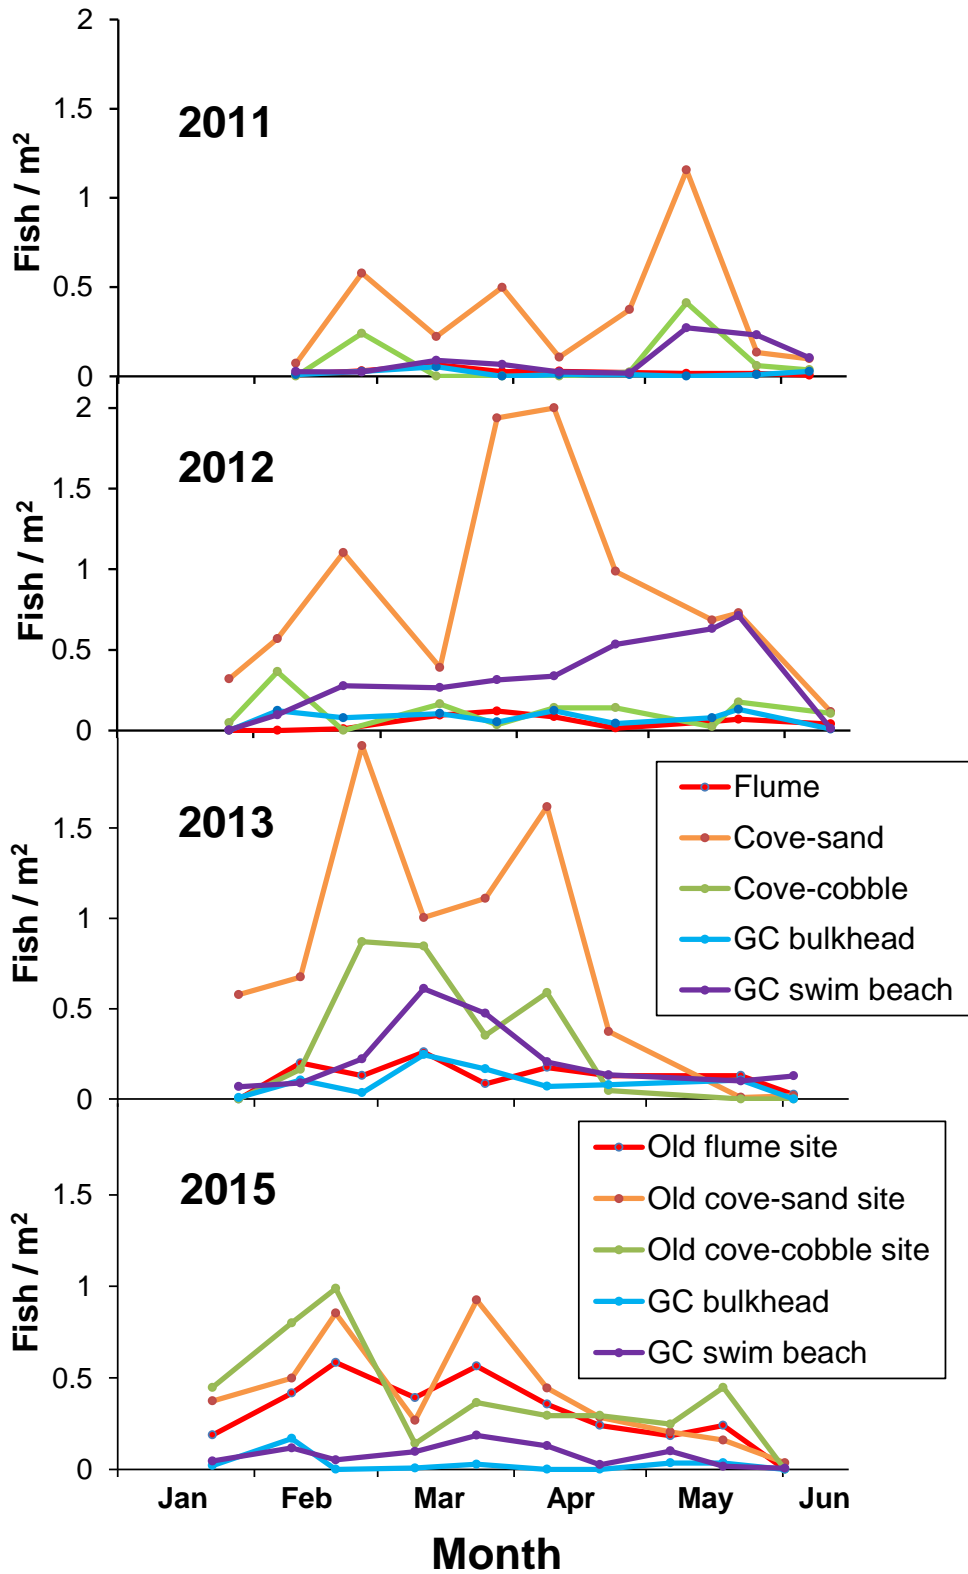 2
1.5
2011
Fish / m²
1
0.5
0
2
2012
1.5
Fish / m²
1
0.5
0
Flume
2013
1.5
Cove-sand
Fish / m²
Cove-cobble
1
GC bulkhead
0.5
GC swim beach
0
Old flume site
2015
1.5
Old cove-sand site
Fish / m²
Old cove-cobble site
1
GC bulkhead
0.5
GC swim beach
0
Jan Feb Mar Apr May Jun
Month